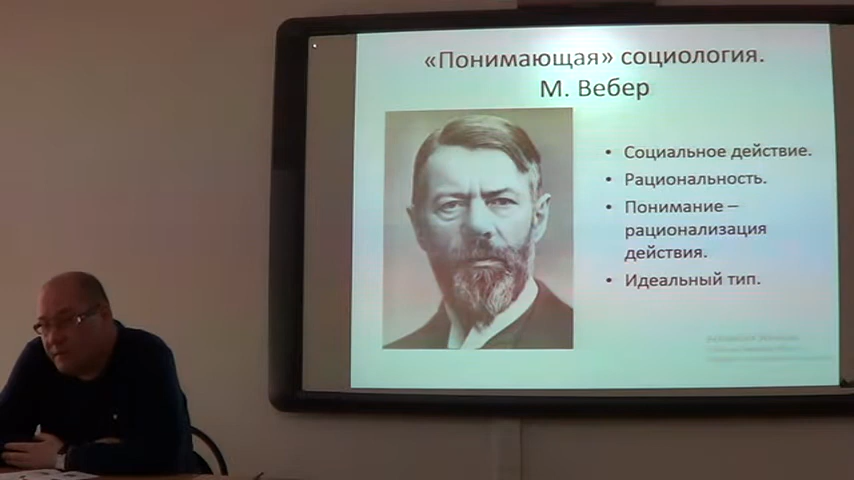 «Понимающая» социология.
М. Вебер
• Социальное действие.
• Рациональность.
• Понимание –
рационализация
действия.
• Идеальный тип.